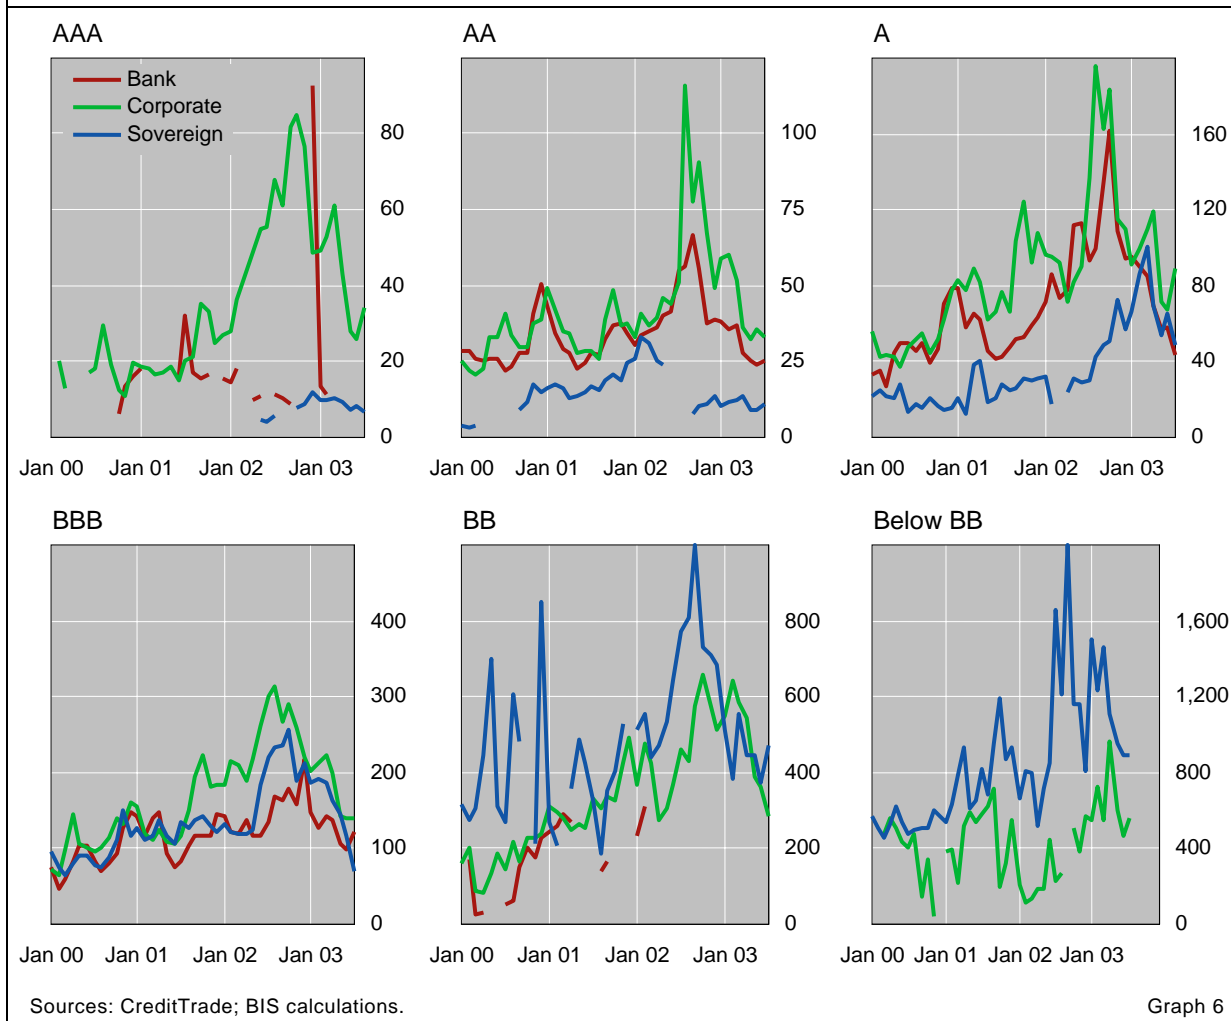 AAA
AA
A
Bank
Corporate
Sovereign
80
60
40
20
0
100
75
50
25
0
160
120
80
40
0
Jan 00 Jan 01 Jan 02 Jan 03
Jan 00 Jan 01 Jan 02 Jan 03
Jan 00 Jan 01 Jan 02 Jan 03
BBB
BB
Below BB
400
300
200
100
0
800
600
400
200
0
1,600
1,200
800
400
0
Jan 00 Jan 01 Jan 02 Jan 03
Jan 00 Jan 01 Jan 02 Jan 03
Jan 00 Jan 01 Jan 02 Jan 03
Sources: CreditTrade; BIS calculations.
Graph 6